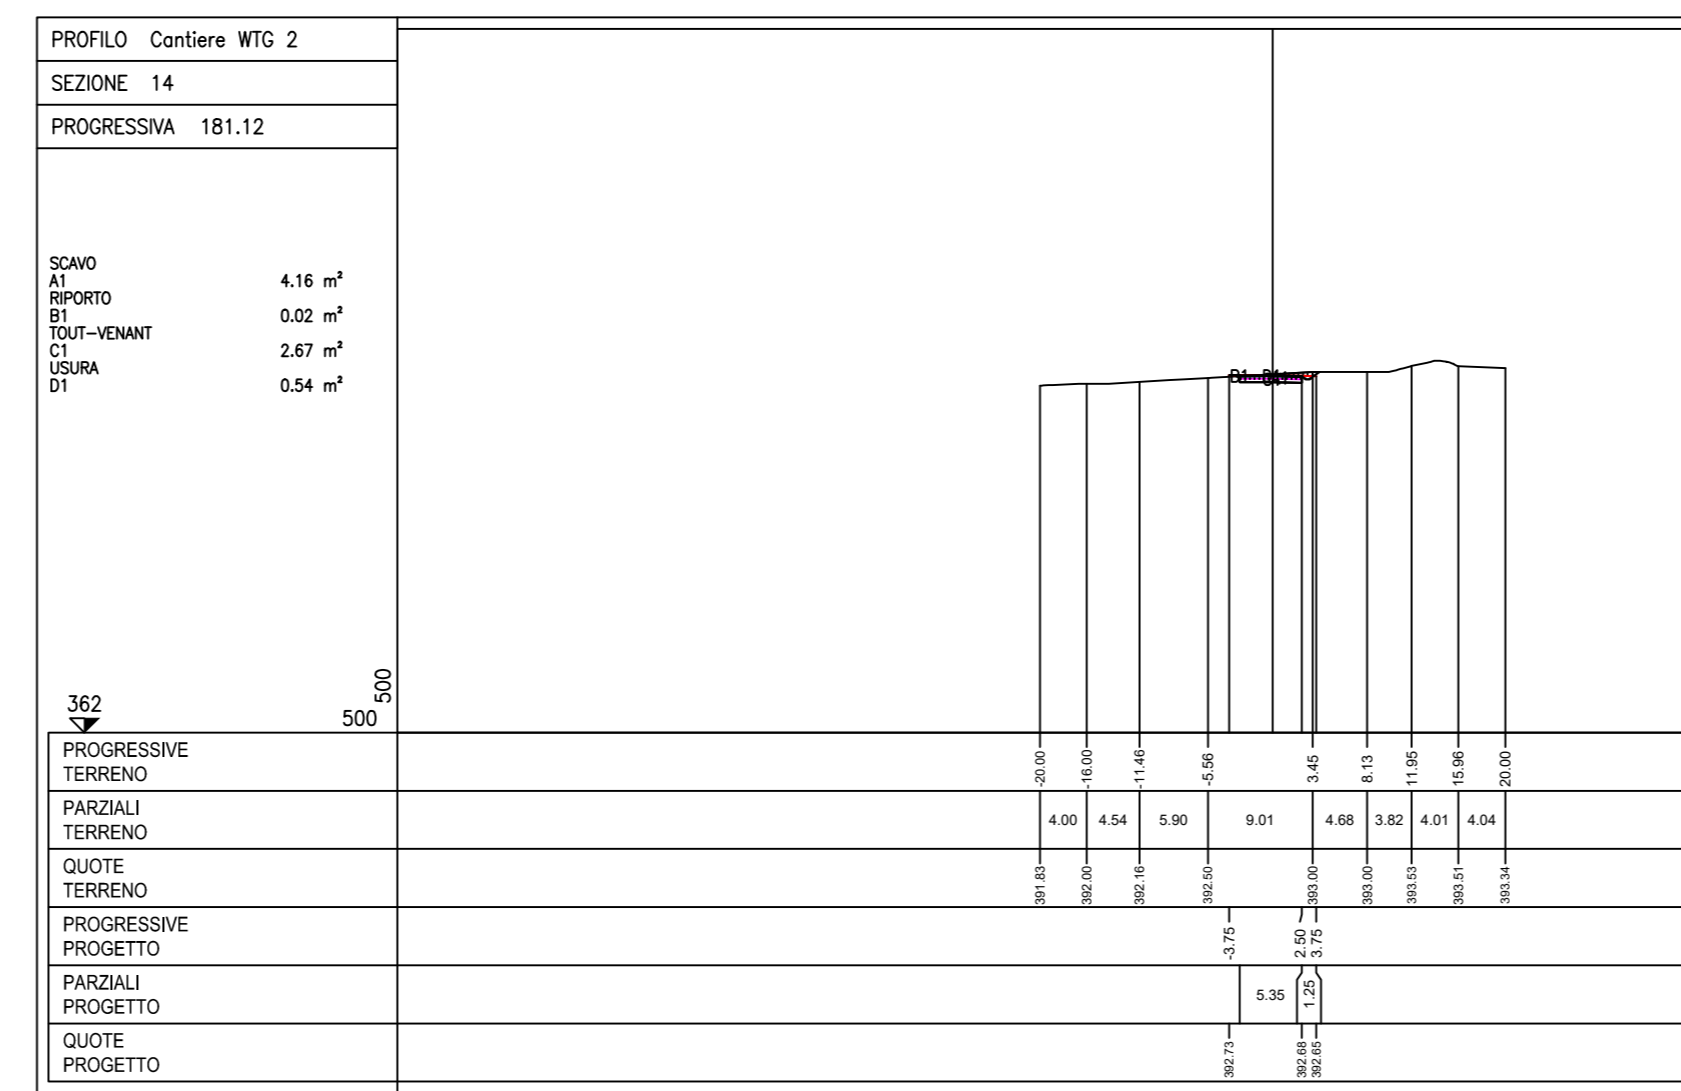 PROFILO Cantiere WTG 2
SEZIONE 14
PROGRESSIVA 181.12
SCAVO
A1 4.16 m²
RIPORTO
B1 0.02 m²
TOUT-VENANT
C1 2.67 m²
USURA
D1 0.54 m²
B1
362
500
500
PROGRESSIVE
TERRENO
-20.00 -16.00 -11.46 -5.56 3.45 8.13 11.95 15.96 20.00
PARZIALI
TERRENO
4.00 4.54 5.90 9.01 4.68 3.82 4.01 4.04
QUOTE
TERRENO
391.83 392.00 392.16 392.50 393.00 393.00 393.53 393.51 393.34
PROGRESSIVE
PROGETTO
-3.75 2.50 3.75
PARZIALI
PROGETTO
5.35 1.25
QUOTE
PROGETTO
392.73 392.68 392.65